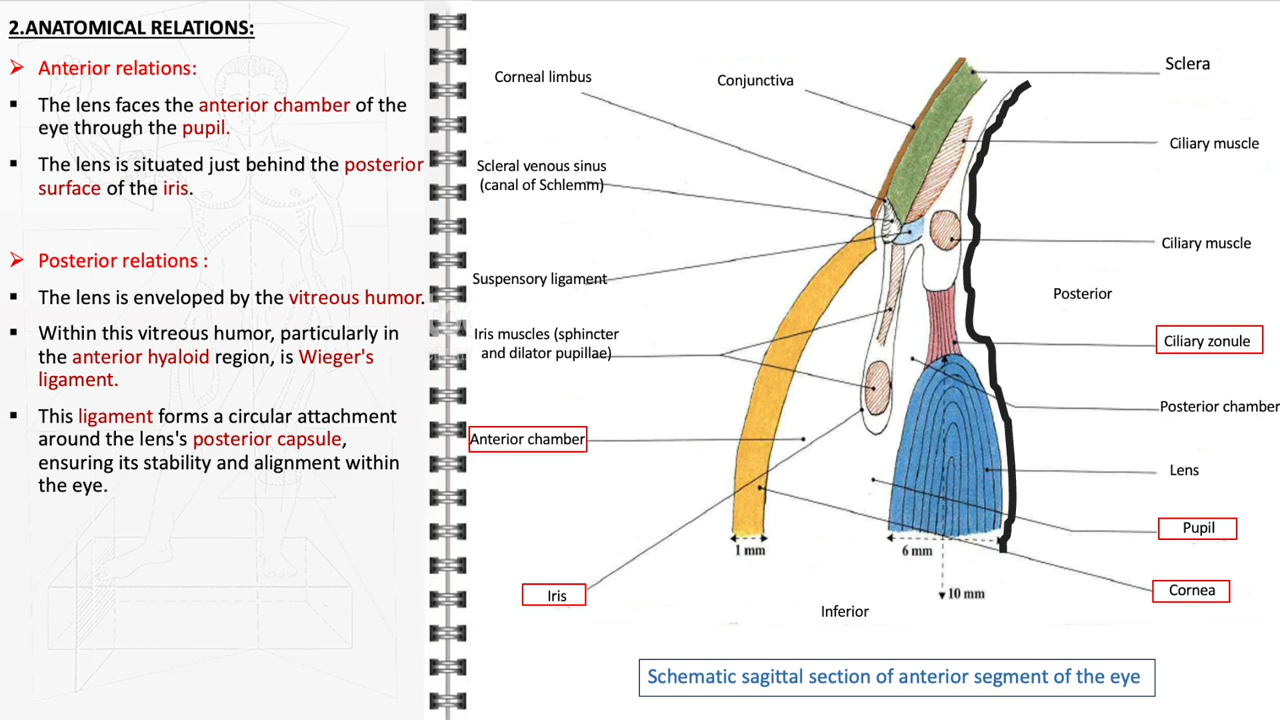 2.ANATOMICAL RELATIONS:
➢ Anterior relations:
▪ The lens faces the anterior chamber of the
eye through the pupil.
▪ The lens is situated just behind the posterior
surface of the iris.
➢ Posterior relations :
▪ The lens is enveloped by the vitreous humor.
▪ Within this vitreous humor, particularly in
the anterior hyaloid region, is Wieger's
ligament.
▪ This ligament forms a circular attachment
around the lens's posterior capsule,
ensuring its stability and alignment within
the eye.
Corneal limbus
Conjunctiva
Sclera
Scleral venous sinus
(canal of Schlemm)
Ciliary muscle
Ciliary muscle
Suspensory ligament
Posterior
Iris muscles (sphincter
and dilator pupillae)
Ciliary zonule
Posterior chamber
Anterior chamber
Lens
Pupil
1 mm
6 mm
Iris
10 mm
Cornea
Inferior
Schematic sagittal section of anterior segment of the eye